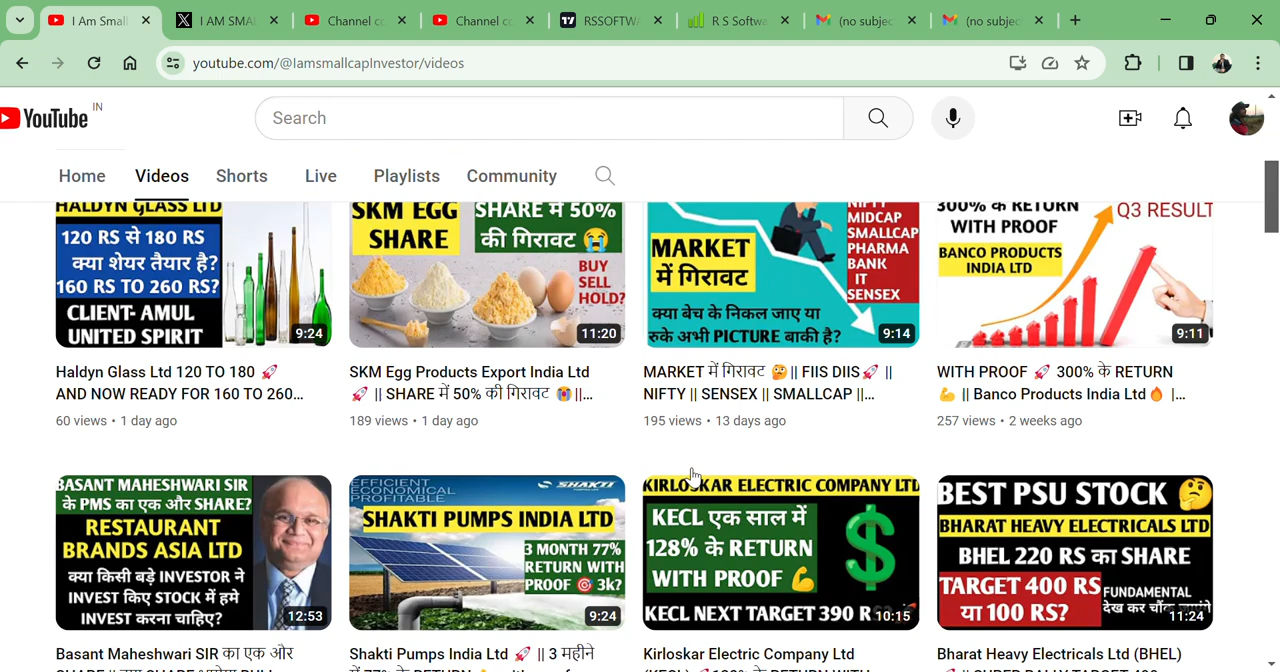 I Am Small
I AM SMA
Channel co
Channel co
RSSOFTW
R S Softwa
(no subjec
(no subjec
youtube.com/@IamsmallcapInvestor/videos
YouTube IN
Search
Home
Videos
Shorts
Live
Playlists
Community
HALDYN GLASS LTD
120 RS से 180 RS
क्या शेयर तैयार है?
160 RS TO 260 RS?
CLIENT- AMUL
UNITED SPIRIT
9:24
SKM EGG
SHARE
SHARE में 50%
की गिरावट
BUY
SELL
HOLD?
11:20
MARKET
में गिरावट
NIFTY
MIDCAP
SMALLCAP
PHARMA
BANK
IT
SENSEX
क्या बेच के निकल जाए या
रुके अभी PICTURE बाकी है?
9:14
300% के RETURN
WITH PROOF
Q3 RESULT
BANCO PRODUCTS
INDIA LTD
9:11
Haldyn Glass Ltd 120 TO 180 🚀
AND NOW READY FOR 160 TO 260...
60 views • 1 day ago
SKM Egg Products Export India Ltd
🚀 || SHARE में 50% की गिरावट 😭||...
189 views • 1 day ago
MARKET में गिरावट 🤔|| FIIS DIIS🚀 ||
NIFTY || SENSEX || SMALLCAP ||...
195 views • 13 days ago
WITH PROOF 🚀 300% के RETURN
💪 || Banco Products India Ltd🔥 |...
257 views • 2 weeks ago
BASANT MAHESHWARI SIR
के PMS का एक और SHARE?
RESTAURANT
BRANDS ASIA LTD
क्या किसी बड़े INVESTOR ने
INVEST किए STOCK में हमे
INVEST करना चाहिए?
12:53
EFFICIENT
ECONOMICAL
PROFITABLE
SHAKTI
SHAKTI PUMPS INDIA LTD
3 MONTH 77%
RETURN WITH
PROOF 🎯 3k?
9:24
KIRLOSKAR ELECTRIC COMPANY LTD
KECL एक साल में
128% के RETURN
WITH PROOF 💪
KECL NEXT TARGET 390 R
10:15
BEST PSU STOCK 🤔
BHARAT HEAVY ELECTRICALS LTD
BHEL 220 RS का SHARE
TARGET 400 RS
या 100 RS?
FUNDAMENTAL
देख कर
11:24
Basant Maheshwari SIR का एक और
Shakti Pumps India Ltd 🚀 || 3 महीने
Kirloskar Electric Company Ltd
Bharat Heavy Electricals Ltd (BHEL)